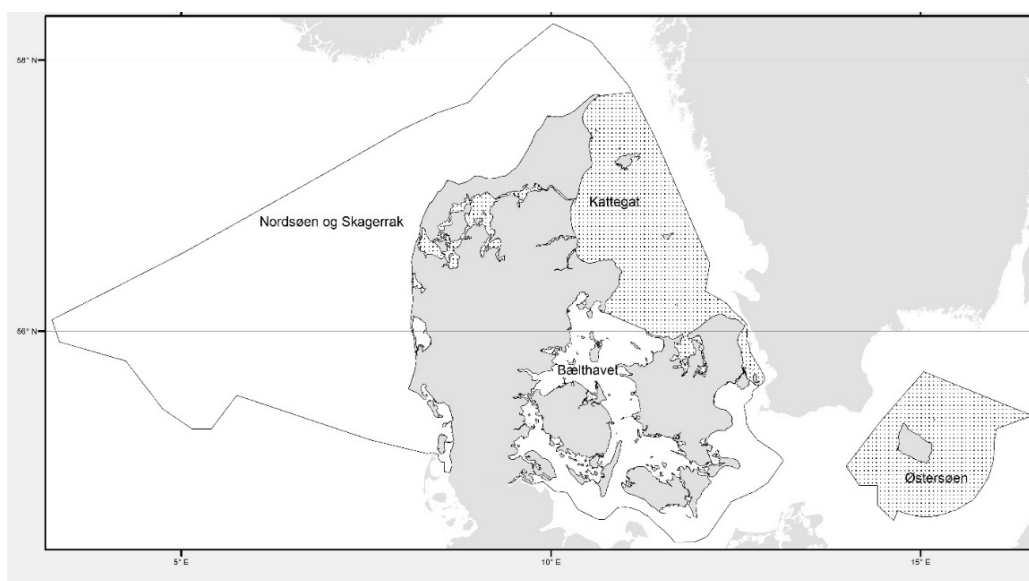 58° N
Kattegat
Nordsøen og Skagerrak
56° N
Bælthavet
Østersøen
5° E
10° E
15° E